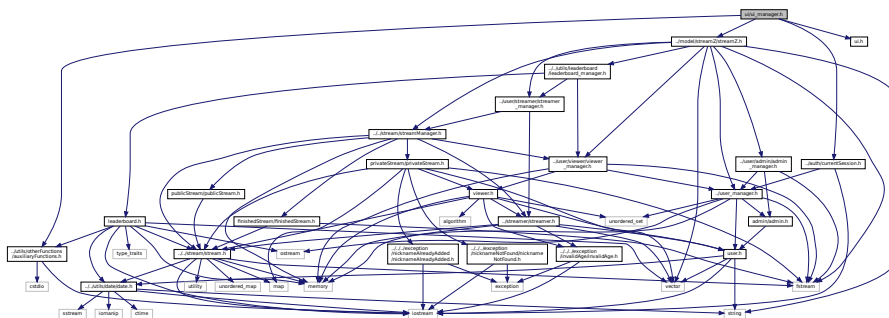 ui/ui_manager.h
../model/streamZ/streamZ.h
ui.h
../../utils/leaderboard
/leaderboard_manager.h
../user/streamer/streamer
_manager.h
../../stream/streamManager.h
privateStream/privateStream.h
../user/viewer/viewer
_manager.h
../user/admin/admin
_manager.h
../auth/currentSession.h
publicStream/publicStream.h
viewer.h
../user_manager.h
leaderboard.h
finishedStream/finishedStream.h
algorithm
../streamer/streamer.h
unordered_set
admin/admin.h
../utils/otherFunctions
/auxiliaryFunctions.h
type_traits
../../stream/stream.h
ostream
../../../exception
/nicknameAlreadyAdded
/nicknameAlreadyAdded.h
../../../exception
/nicknameNotFound/nickname
NotFound.h
../../exception
/invalidAge/invalidAge.h
user.h
cstdio
../../utils/date/date.h
utility
unordered_map
map
memory
exception
vector
fstream
sstream
iomanip
ctime
iostream
string